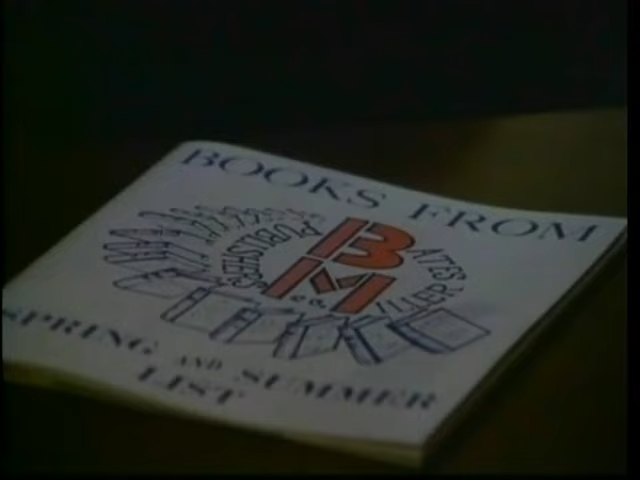 BOOKS FROM
BM
BATES
MILLER
PUBLISHERS
SPRING AND SUMMER
LIST